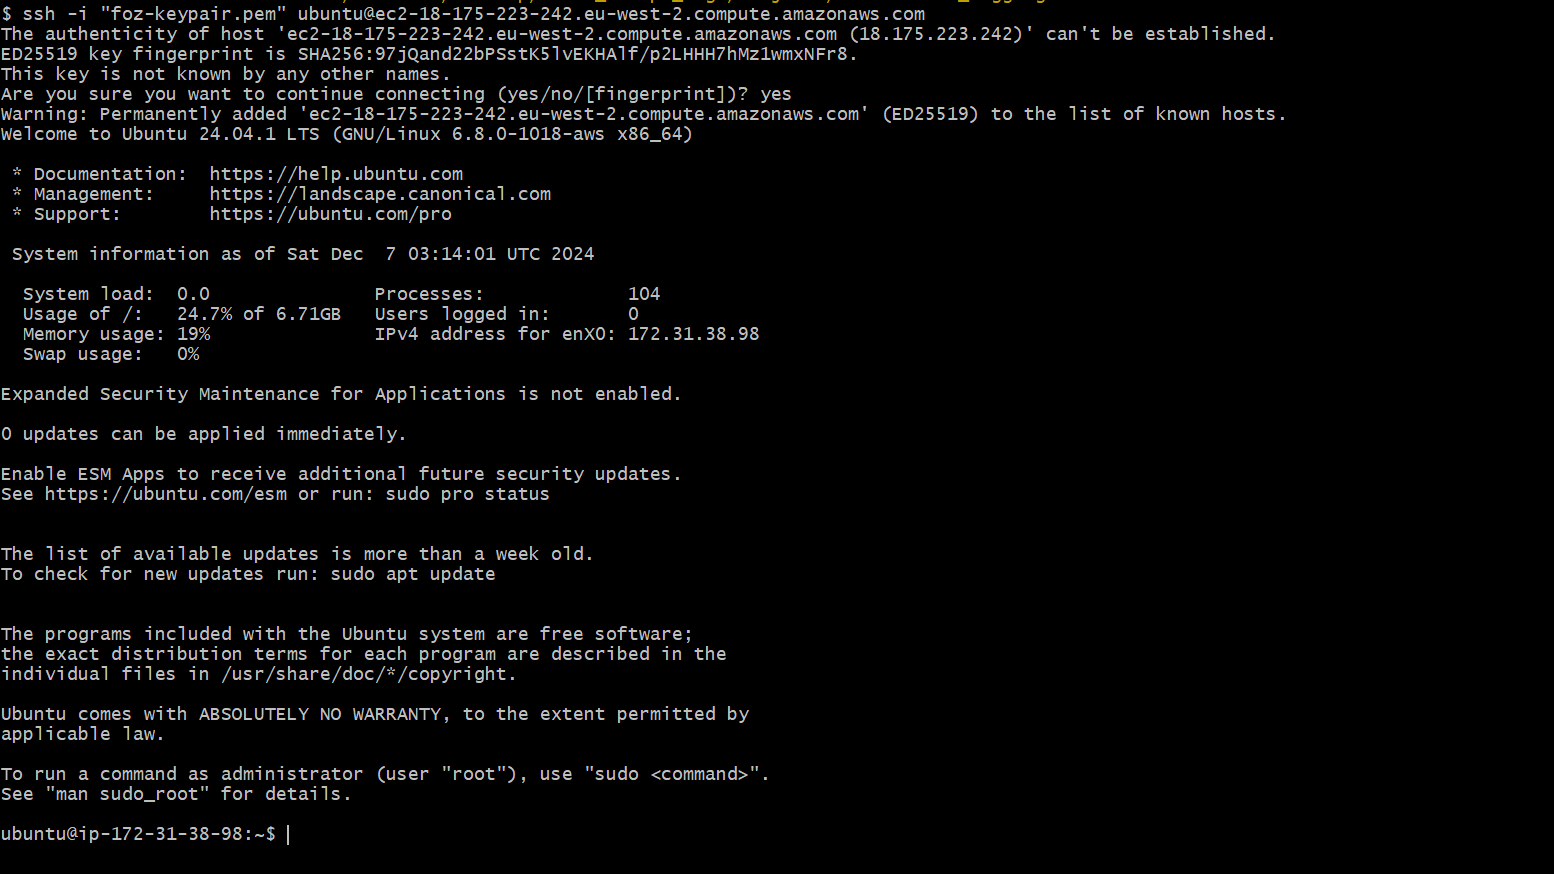 $ ssh -i "foz-keypair.pem" ubuntu@ec2-18-175-223-242.eu-west-2.compute.amazonaws.com
The authenticity of host 'ec2-18-175-223-242.eu-west-2.compute.amazonaws.com (18.175.223.242)' can't be established.
ED25519 key fingerprint is SHA256:97jQand22bPSstK5lvEKHAlf/p2LHHH7hMz1wmxNFr8.
This key is not known by any other names.
Are you sure you want to continue connecting (yes/no/[fingerprint])? yes
Warning: Permanently added 'ec2-18-175-223-242.eu-west-2.compute.amazonaws.com' (ED25519) to the list of known hosts.
Welcome to Ubuntu 24.04.1 LTS (GNU/Linux 6.8.0-1018-aws x86_64)
* Documentation:  https://help.ubuntu.com
* Management:     https://landscape.canonical.com
* Support:        https://ubuntu.com/pro
System information as of Sat Dec  7 03:14:01 UTC 2024
System load:  0.0               Processes:             104
Usage of /:   24.7% of 6.71GB   Users logged in:       0
Memory usage: 19%               IPv4 address for enX0: 172.31.38.98
Swap usage:   0%
Expanded Security Maintenance for Applications is not enabled.
0 updates can be applied immediately.
Enable ESM Apps to receive additional future security updates.
See https://ubuntu.com/esm or run: sudo pro status
The list of available updates is more than a week old.
To check for new updates run: sudo apt update
The programs included with the Ubuntu system are free software;
the exact distribution terms for each program are described in the
individual files in /usr/share/doc/*/copyright.
Ubuntu comes with ABSOLUTELY NO WARRANTY, to the extent permitted by
applicable law.
To run a command as administrator (user "root"), use "sudo <command>".
See "man sudo_root" for details.
ubuntu@ip-172-31-38-98:~$